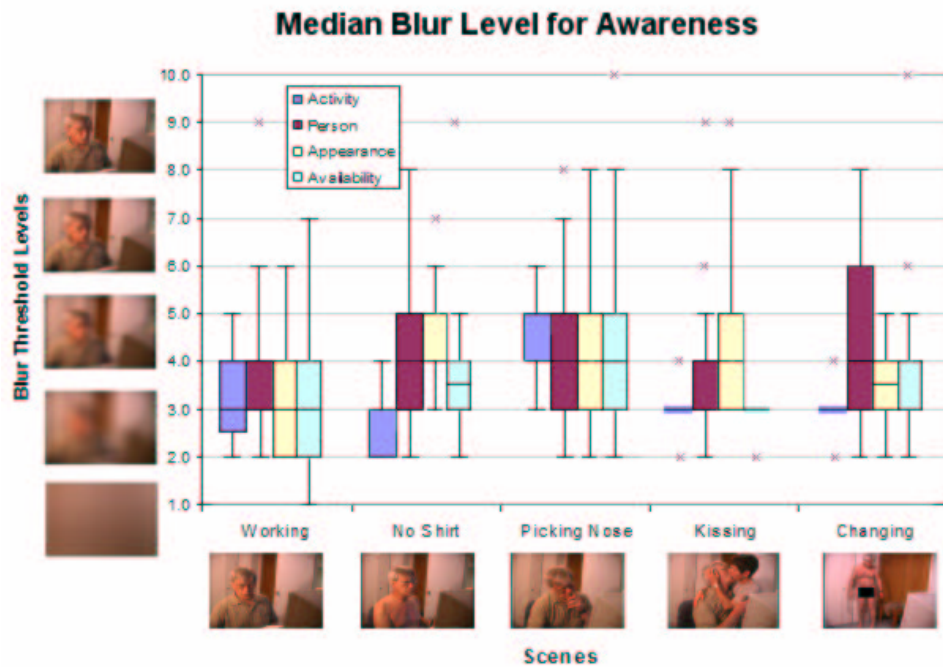 Median Blur Level for Awareness
Blur Threshold Levels
10.0
9.0
8.0
7.0
6.0
5.0
4.0
3.0
2.0
1.0
Activity
Person
Appearance
Availability
Working
No Shirt
Picking Nose
Kissing
Changing
Scenes